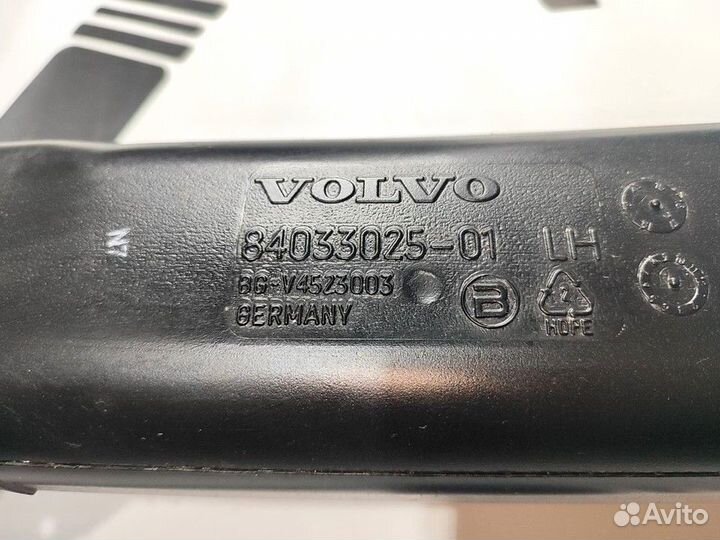 VOLVO
84033025-01 LH
BG-V4523003
B
2
GERMANY
HDPE
Avito